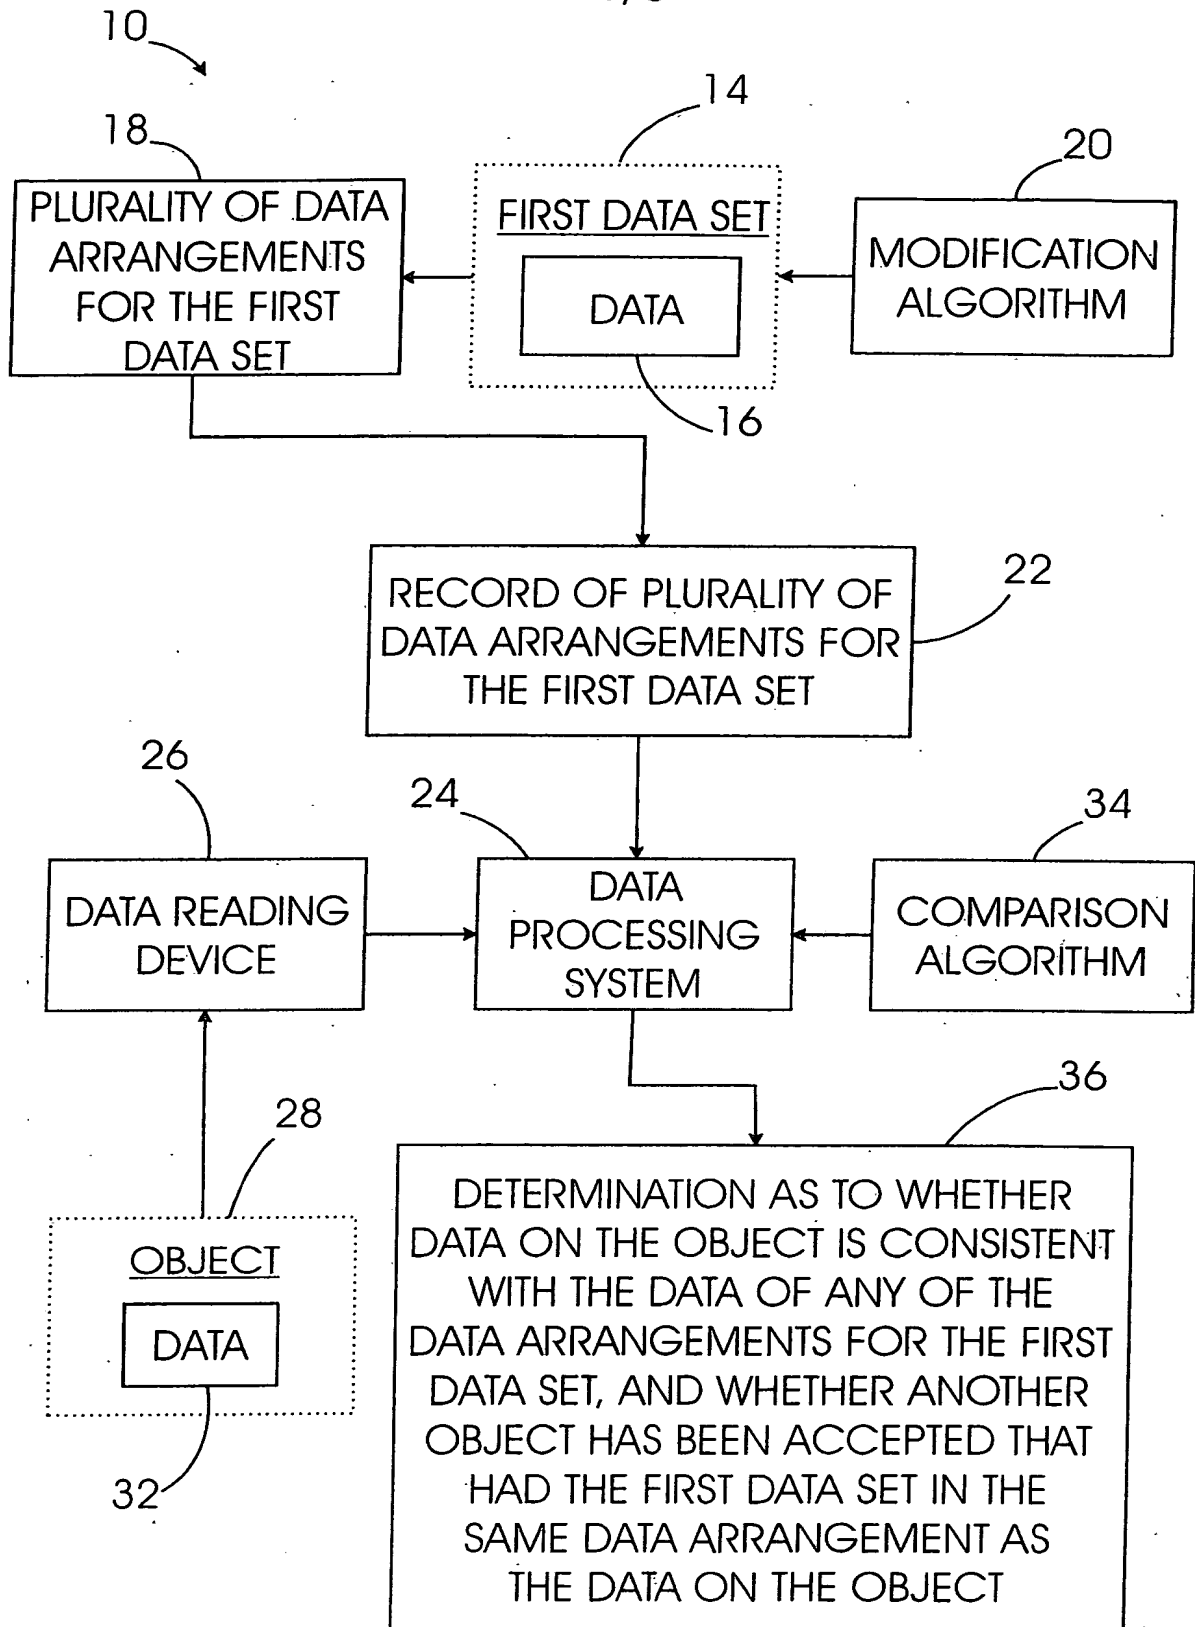 10
14
18
20
PLURALITY OF DATA
ARRANGEMENTS
FOR THE FIRST
DATA SET
FIRST DATA SET
DATA
MODIFICATION
ALGORITHM
16
RECORD OF PLURALITY OF
DATA ARRANGEMENTS FOR
THE FIRST DATA SET
22
26
24
34
DATA READING
DEVICE
DATA
PROCESSING
SYSTEM
COMPARISON
ALGORITHM
36
28
OBJECT
DATA
32
DETERMINATION AS TO WHETHER
DATA ON THE OBJECT IS CONSISTENT
WITH THE DATA OF ANY OF THE
DATA ARRANGEMENTS FOR THE FIRST
DATA SET, AND WHETHER ANOTHER
OBJECT HAS BEEN ACCEPTED THAT
HAD THE FIRST DATA SET IN THE
SAME DATA ARRANGEMENT AS
THE DATA ON THE OBJECT